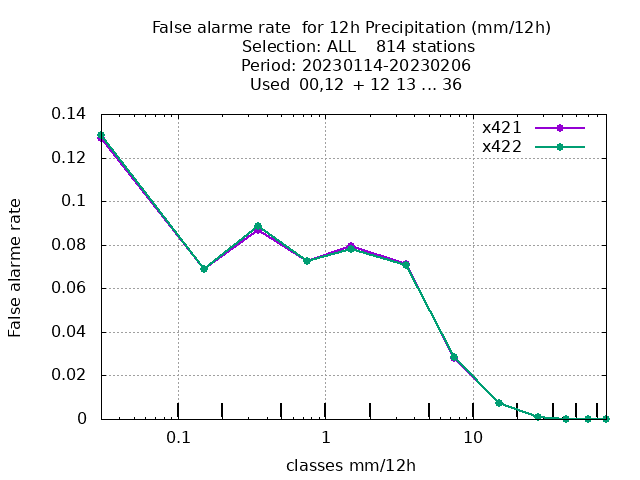 False alarme rate  for 12h Precipitation (mm/12h)
Selection: ALL    814 stations
Period: 20230114-20230206
Used  00,12  + 12 13 ... 36
0.14
0.12
0.1
0.08
0.06
0.04
0.02
0
False alarme rate
x421
x422
0.1 1 10
classes mm/12h